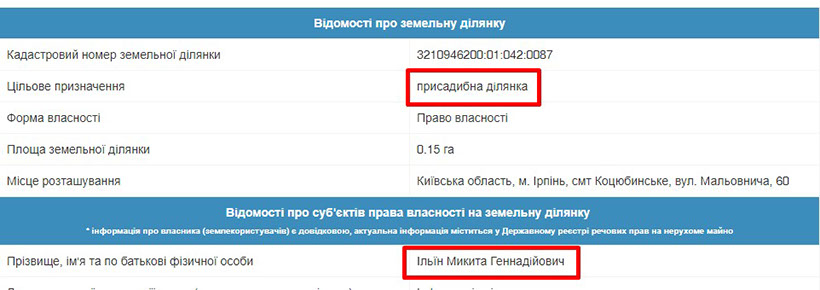 Відомості про земельну ділянку
Кадастровий номер земельної ділянки 3210946200:01:042:0087
Цільове призначення присадибна ділянка
Форма власності Право власності
Площа земельної ділянки 0.15 га
Місце розташування Київська область, м. Ірпінь, смт Коцюбинське, вул. Мальовнича, 60
Відомості про суб'єктів права власності на земельну ділянку
* інформація про власника (землекористувачів) є довідковою, актуальна інформація міститься у Державному реєстрі речових прав на нерухоме майно
Прізвище, ім'я та по батькові фізичної особи Ільїн Микита Геннадійович